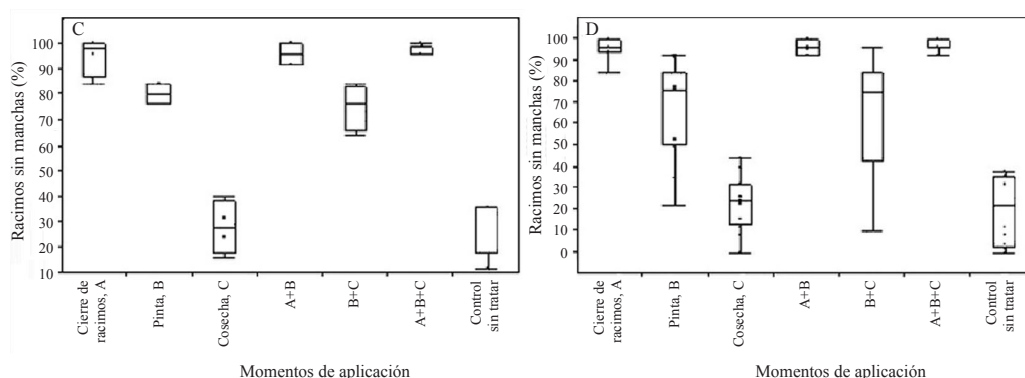 C
Racimos sin manchas (%)
100
90
80
70
60
50
40
30
20
10
Cierre de
racimos, A
Pinta, B
Cosecha, C
A+B
B+C
A+B+C
Control
sin tratar
Momentos de aplicación
D
Racimos sin manchas (%)
100
90
80
70
60
50
40
30
20
10
0
Cierre de
racimos, A
Pinta, B
Cosecha, C
A+B
B+C
A+B+C
Control
sin tratar
Momentos de aplicación